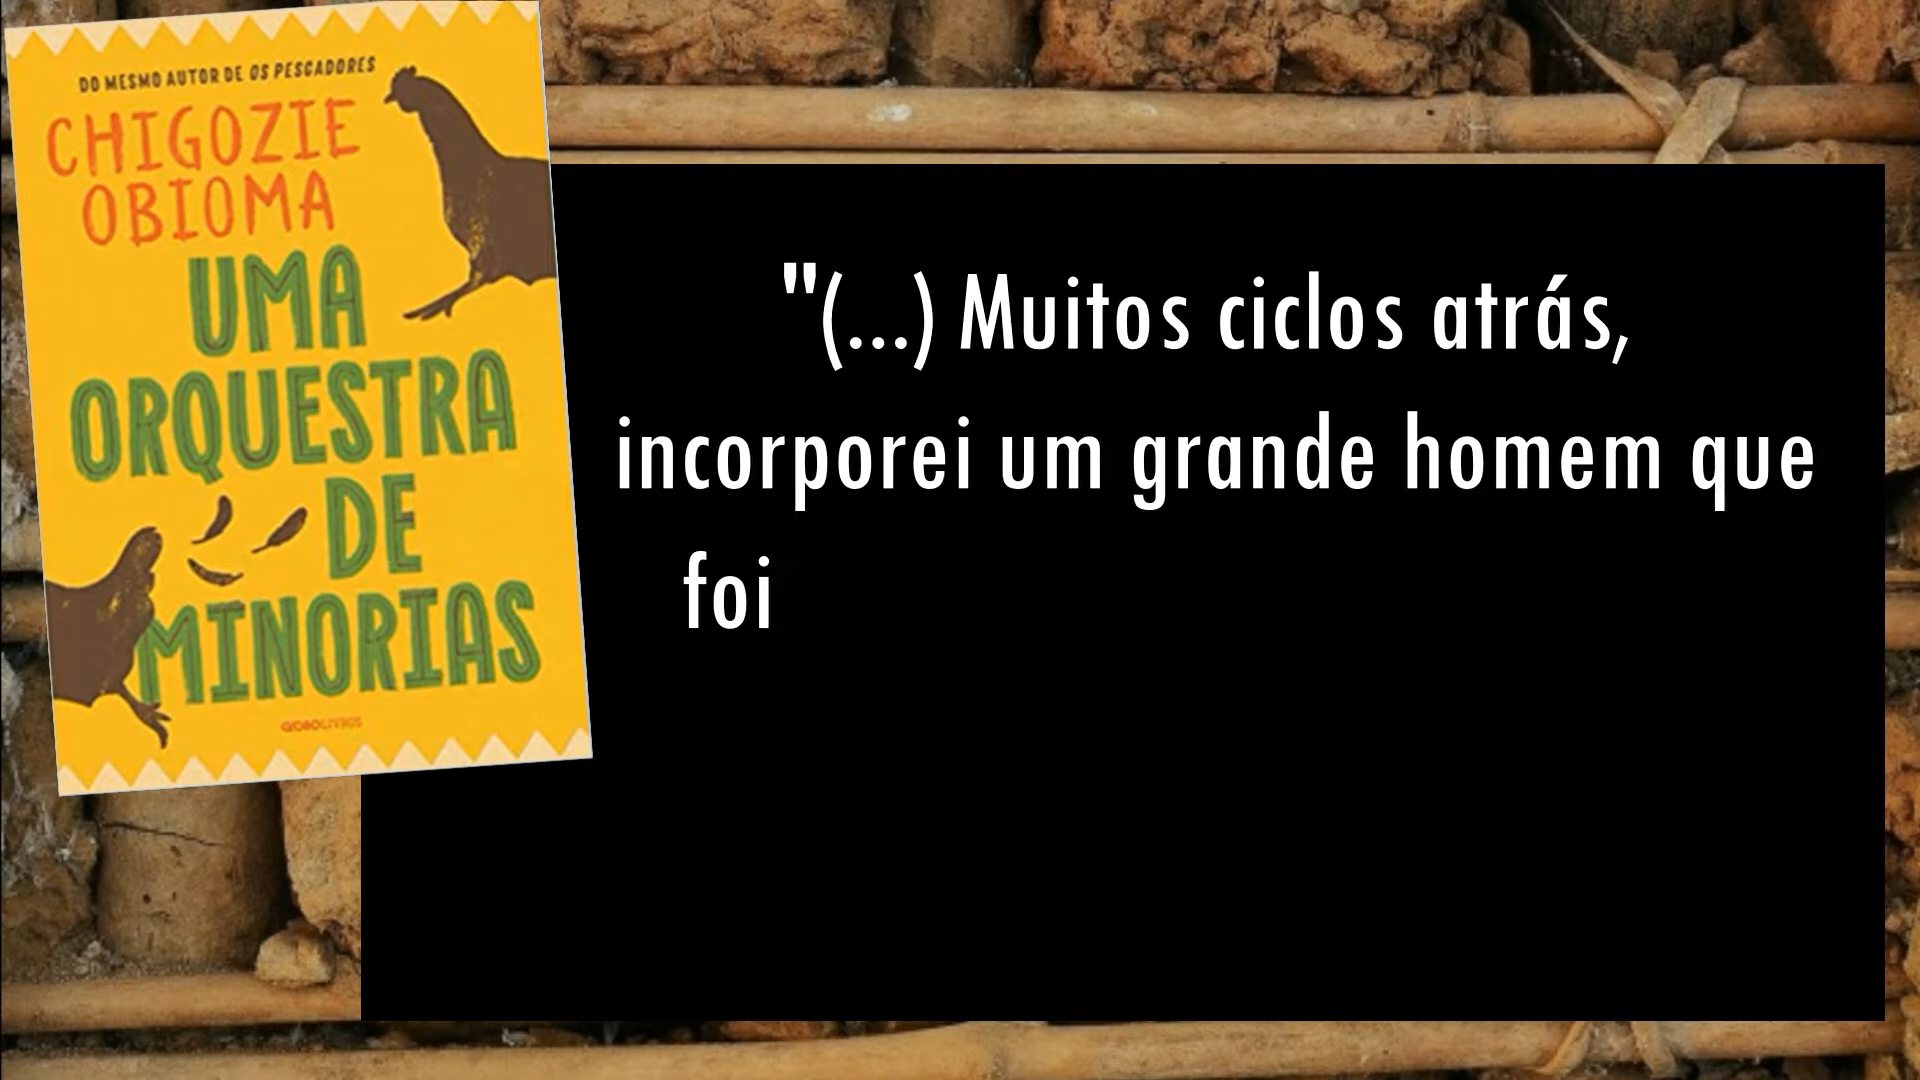 DO MESMO AUTOR DE OS PESCADORES
CHIGOZIE
OBIOMA
UMA
ORQUESTRA
DE
MINORIAS
GLOBOLIVROS
"(...) Muitos ciclos atrás,
incorporei um grande homem que
foi